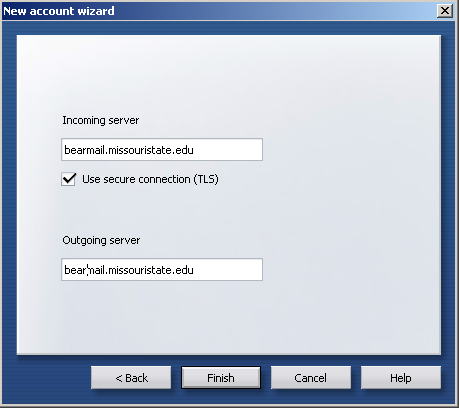 New account wizard
Incoming server
bearmail.missouristate.edu
Use secure connection (TLS)
Outgoing server
bearmail.missouristate.edu
< Back Finish Cancel Help